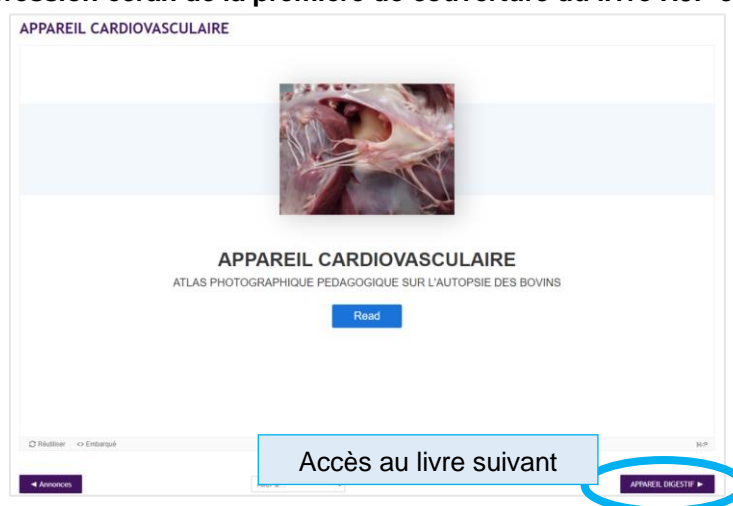 APPAREIL CARDIOVASCULAIRE
APPAREIL CARDIOVASCULAIRE
ATLAS PHOTOGRAPHIQUE PEDAGOGIQUE SUR L'AUTOPSIE DES BOVINS
Read
Réutiliser <> Embarqué
H-P
Accès au livre suivant
◄ Annonces
APPAREIL DIGESTIF ►